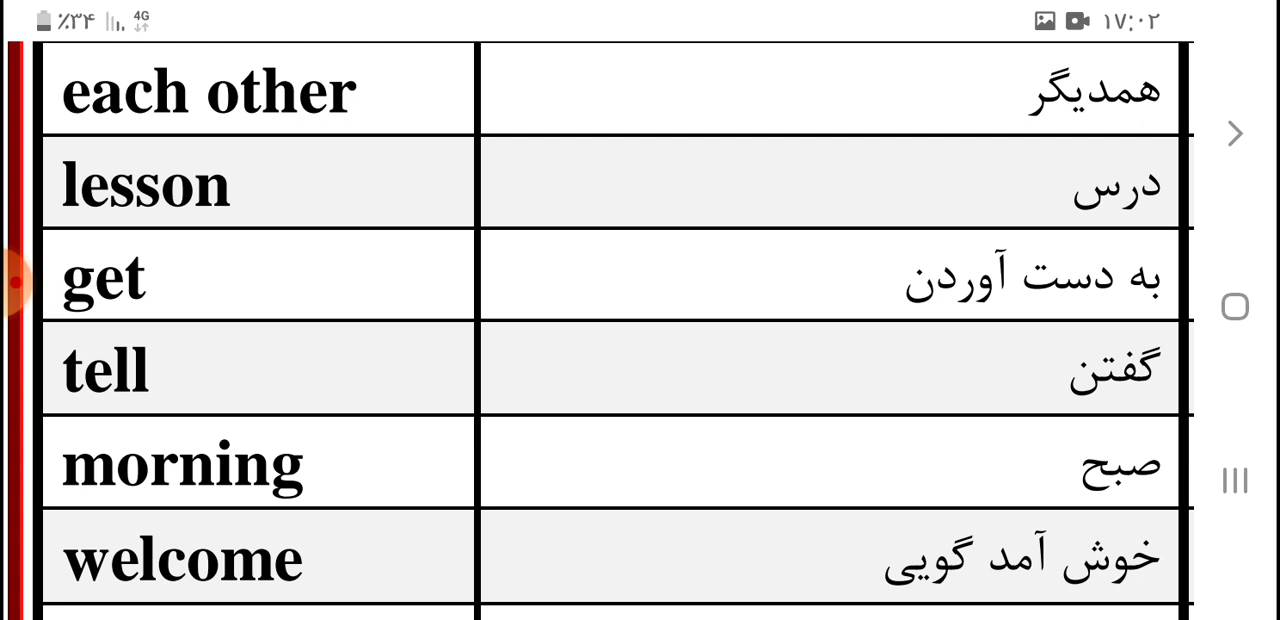 ٪۳۴ 4G ۱۷:۰۲
each other همدیگر
lesson درس
get به دست آوردن
tell گفتن
morning صبح
welcome خوش آمد گویی